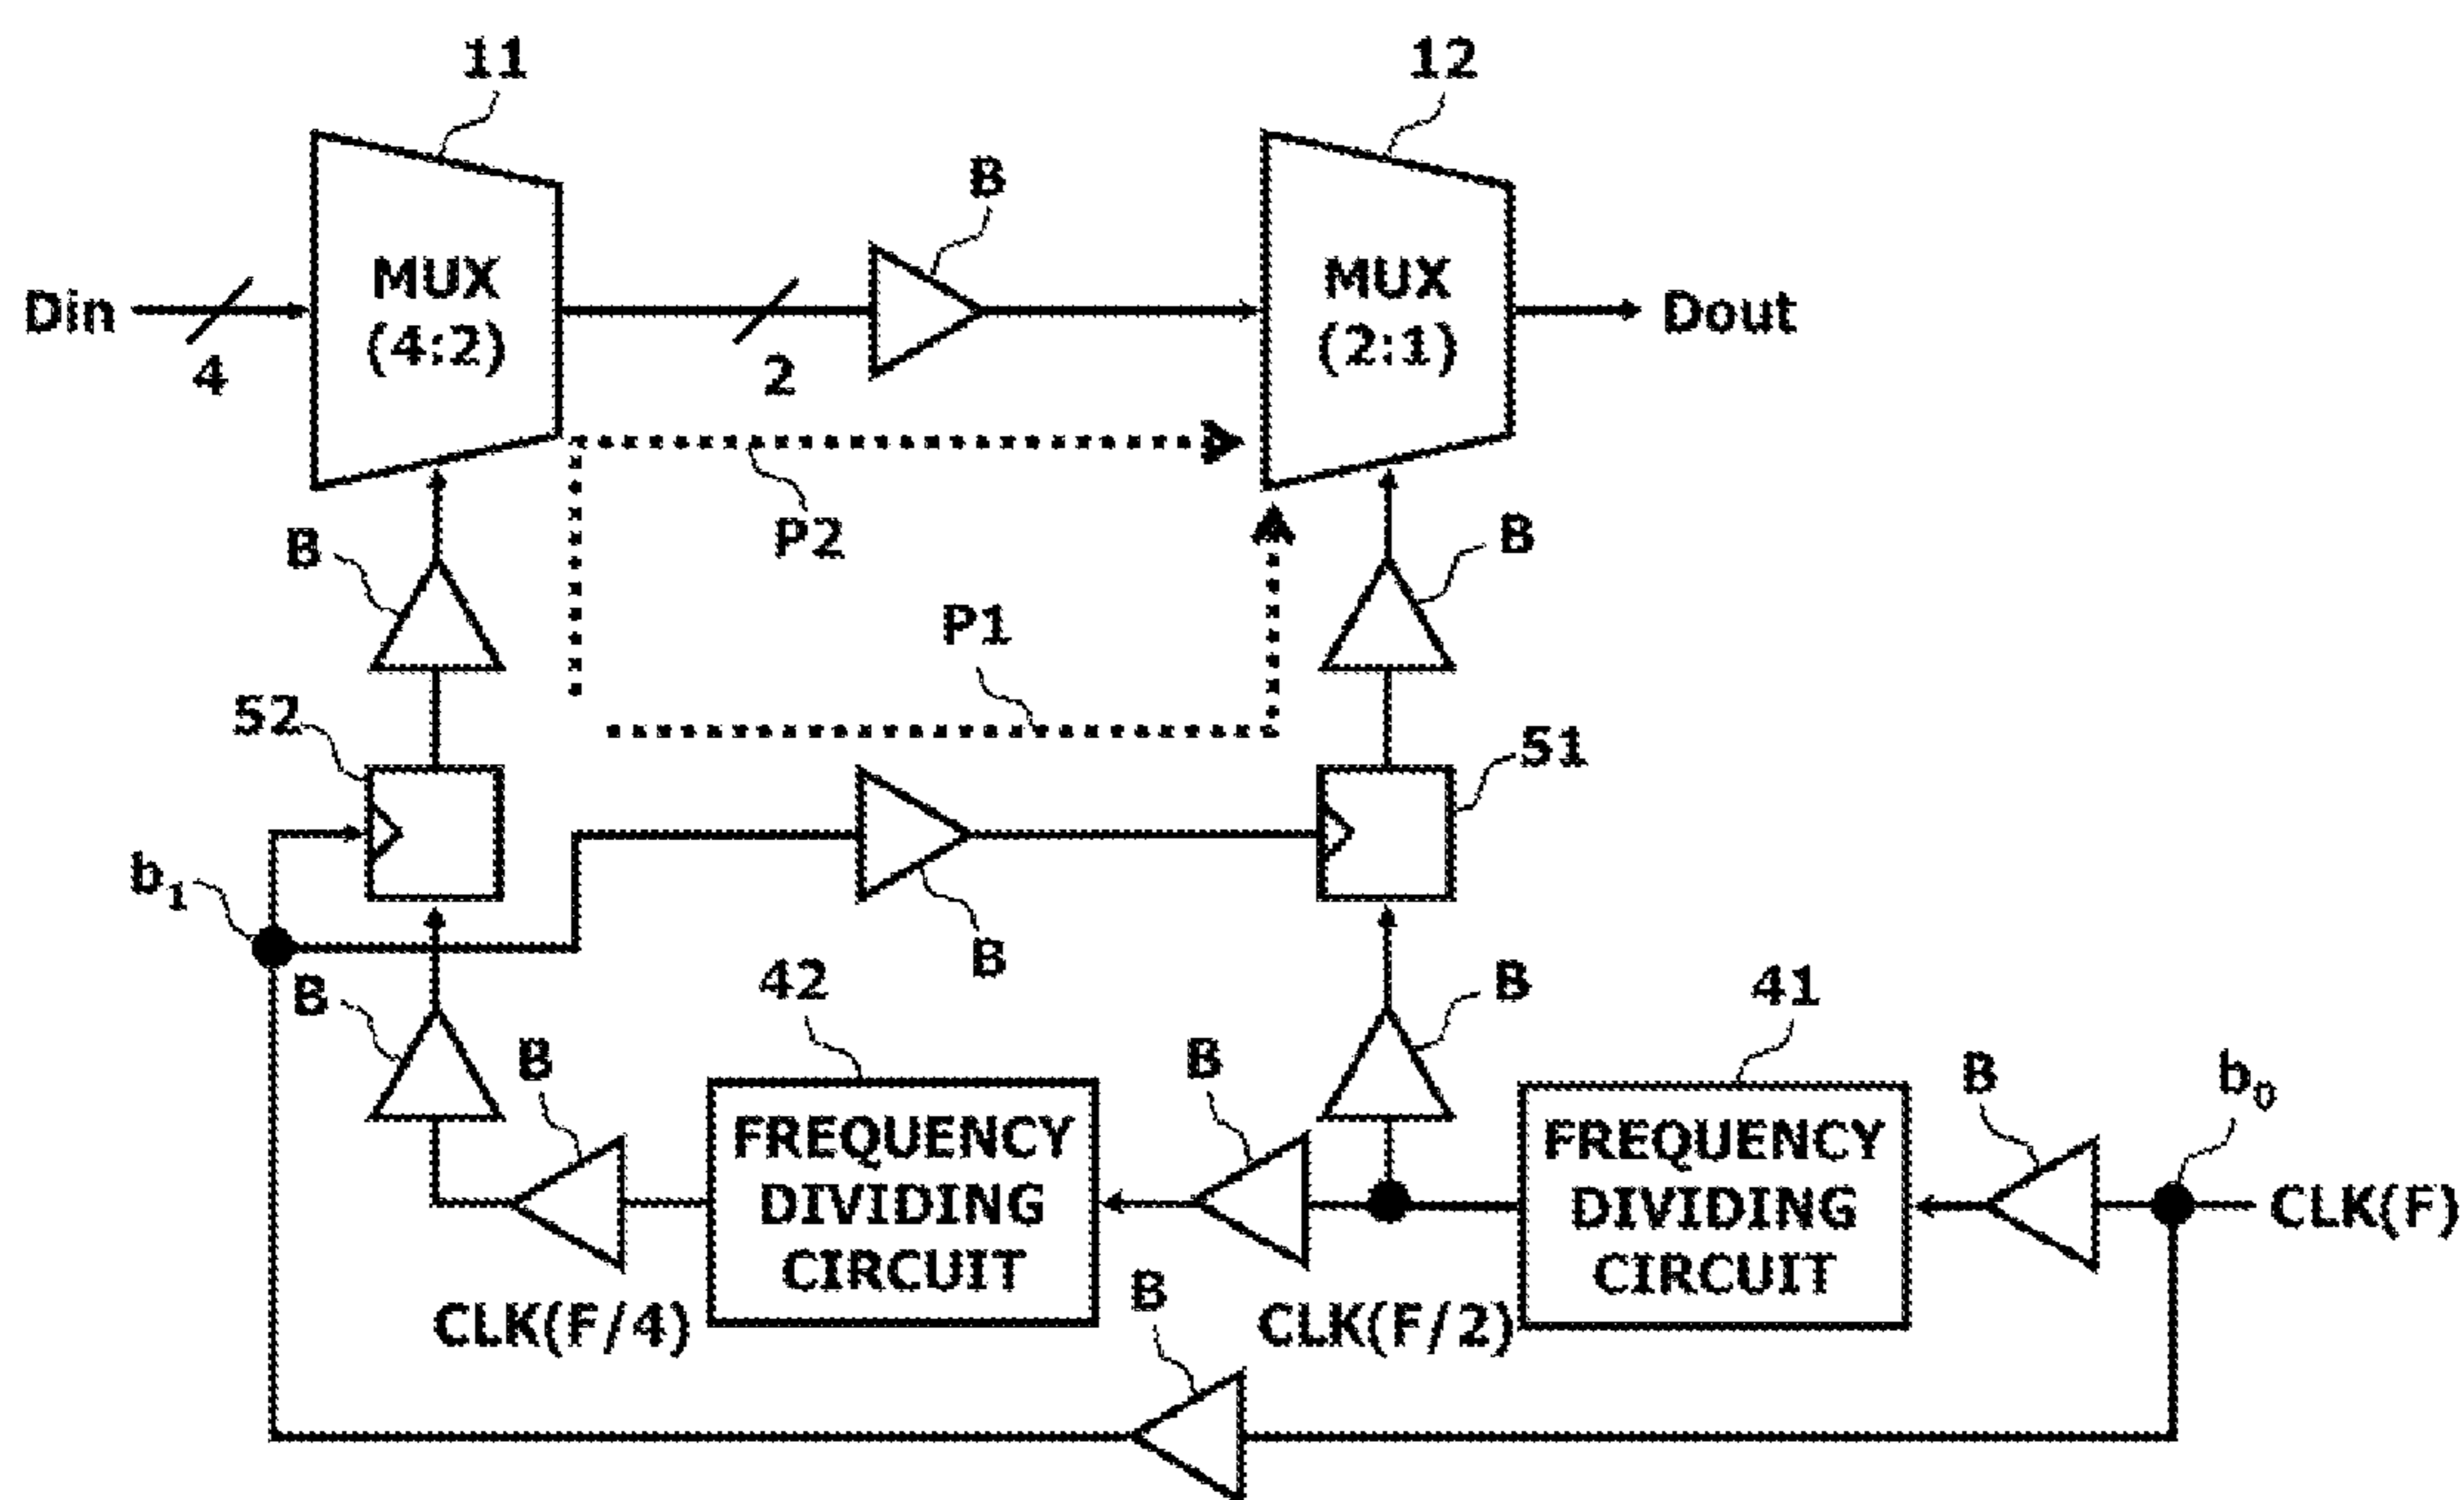 11
12
B
MUX
(4:2)
MUX
(2:1)
Din
4
2
Dout
P2
B
B
P1
52
51
b1
B
B
42
B
41
B
B
B
b0
FREQUENCY
DIVIDING
CIRCUIT
FREQUENCY
DIVIDING
CIRCUIT
CLK(F)
B
CLK(F/4)
CLK(F/2)